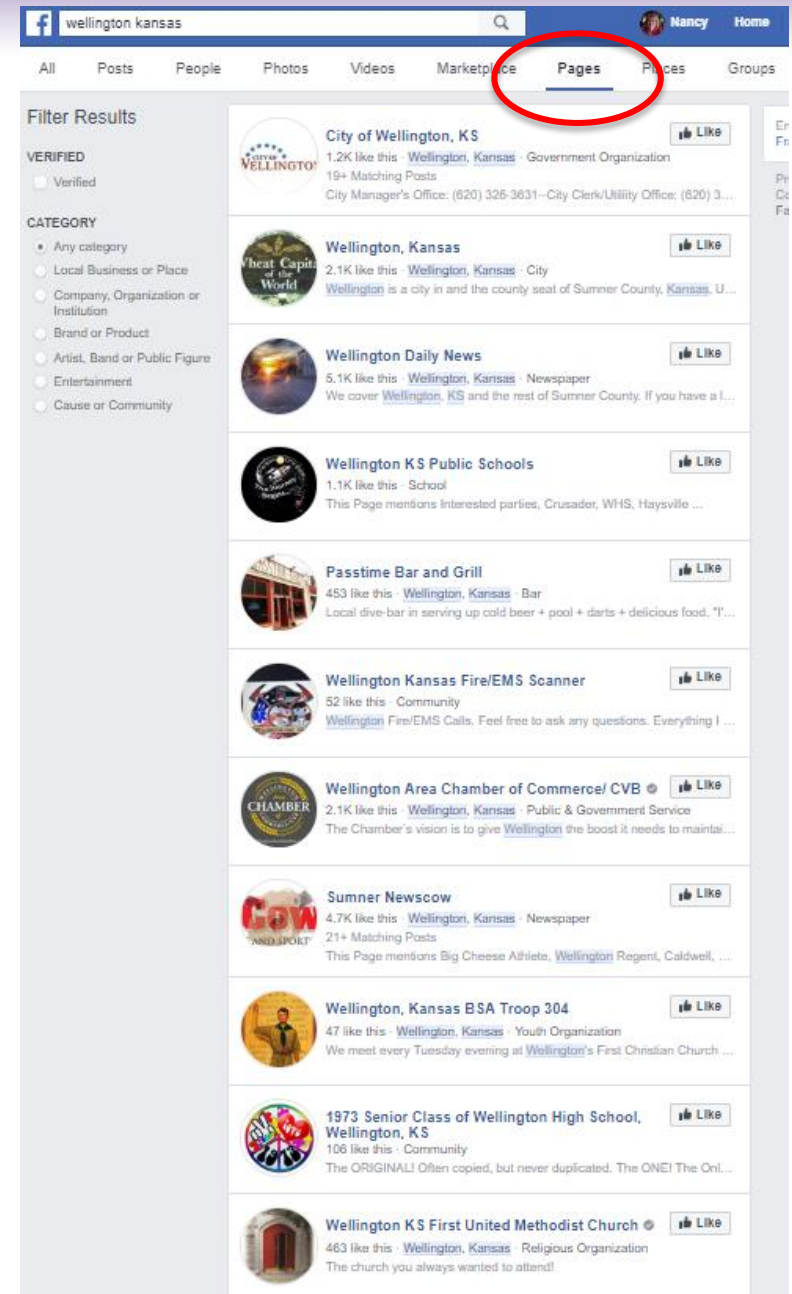 wellington kansas
Nancy
Home
All
Posts
People
Photos
Videos
Marketplace
Pages
Places
Groups
Filter Results
VERIFIED
Verified
CATEGORY
Any category
Local Business or Place
Company, Organization or
Institution
Brand or Product
Artist, Band or Public Figure
Entertainment
Cause or Community
City of Wellington, KS
Like
1.2K like this · Wellington, Kansas · Government Organization
19+ Matching Posts
City Manager's Office: (620) 326-3631--City Clerk/Utility Office: (620) 3...
Wheat Capital
of the
World
Wellington, Kansas
Like
2.1K like this · Wellington, Kansas · City
Wellington is a city in and the county seat of Sumner County, Kansas, U...
Wellington Daily News
Like
5.1K like this · Wellington, Kansas · Newspaper
We cover Wellington, KS and the rest of Sumner County. If you have a l...
Wellington KS Public Schools
Like
1.1K like this · School
This Page mentions Interested parties, Crusader, WHS, Haysville ...
Passtime Bar and Grill
Like
453 like this · Wellington, Kansas · Bar
Local dive-bar in serving up cold beer + pool + darts + delicious food. "I'...
Wellington Kansas Fire/EMS Scanner
Like
52 like this · Community
Wellington Fire/EMS Calls. Feel free to ask any questions. Everything I ...
CHAMBER
Wellington Area Chamber of Commerce/ CVB
Like
2.1K like this · Wellington, Kansas · Public & Government Service
The Chamber's vision is to give Wellington the boost it needs to maintai...
Cow
AND SPORT
Sumner Newscow
Like
4.7K like this · Wellington, Kansas · Newspaper
21+ Matching Posts
This Page mentions Big Cheese Athlete, Wellington Regent, Caldwell, ...
Wellington, Kansas BSA Troop 304
Like
47 like this · Wellington, Kansas · Youth Organization
We meet every Tuesday evening at Wellington's First Christian Church ...
1973 Senior Class of Wellington High School,
Wellington, KS
Like
106 like this · Community
The ORIGINAL! Often copied, but never duplicated. The ONE! The Onl...
Wellington KS First United Methodist Church
Like
463 like this · Wellington, Kansas · Religious Organization
The church you always wanted to attend!